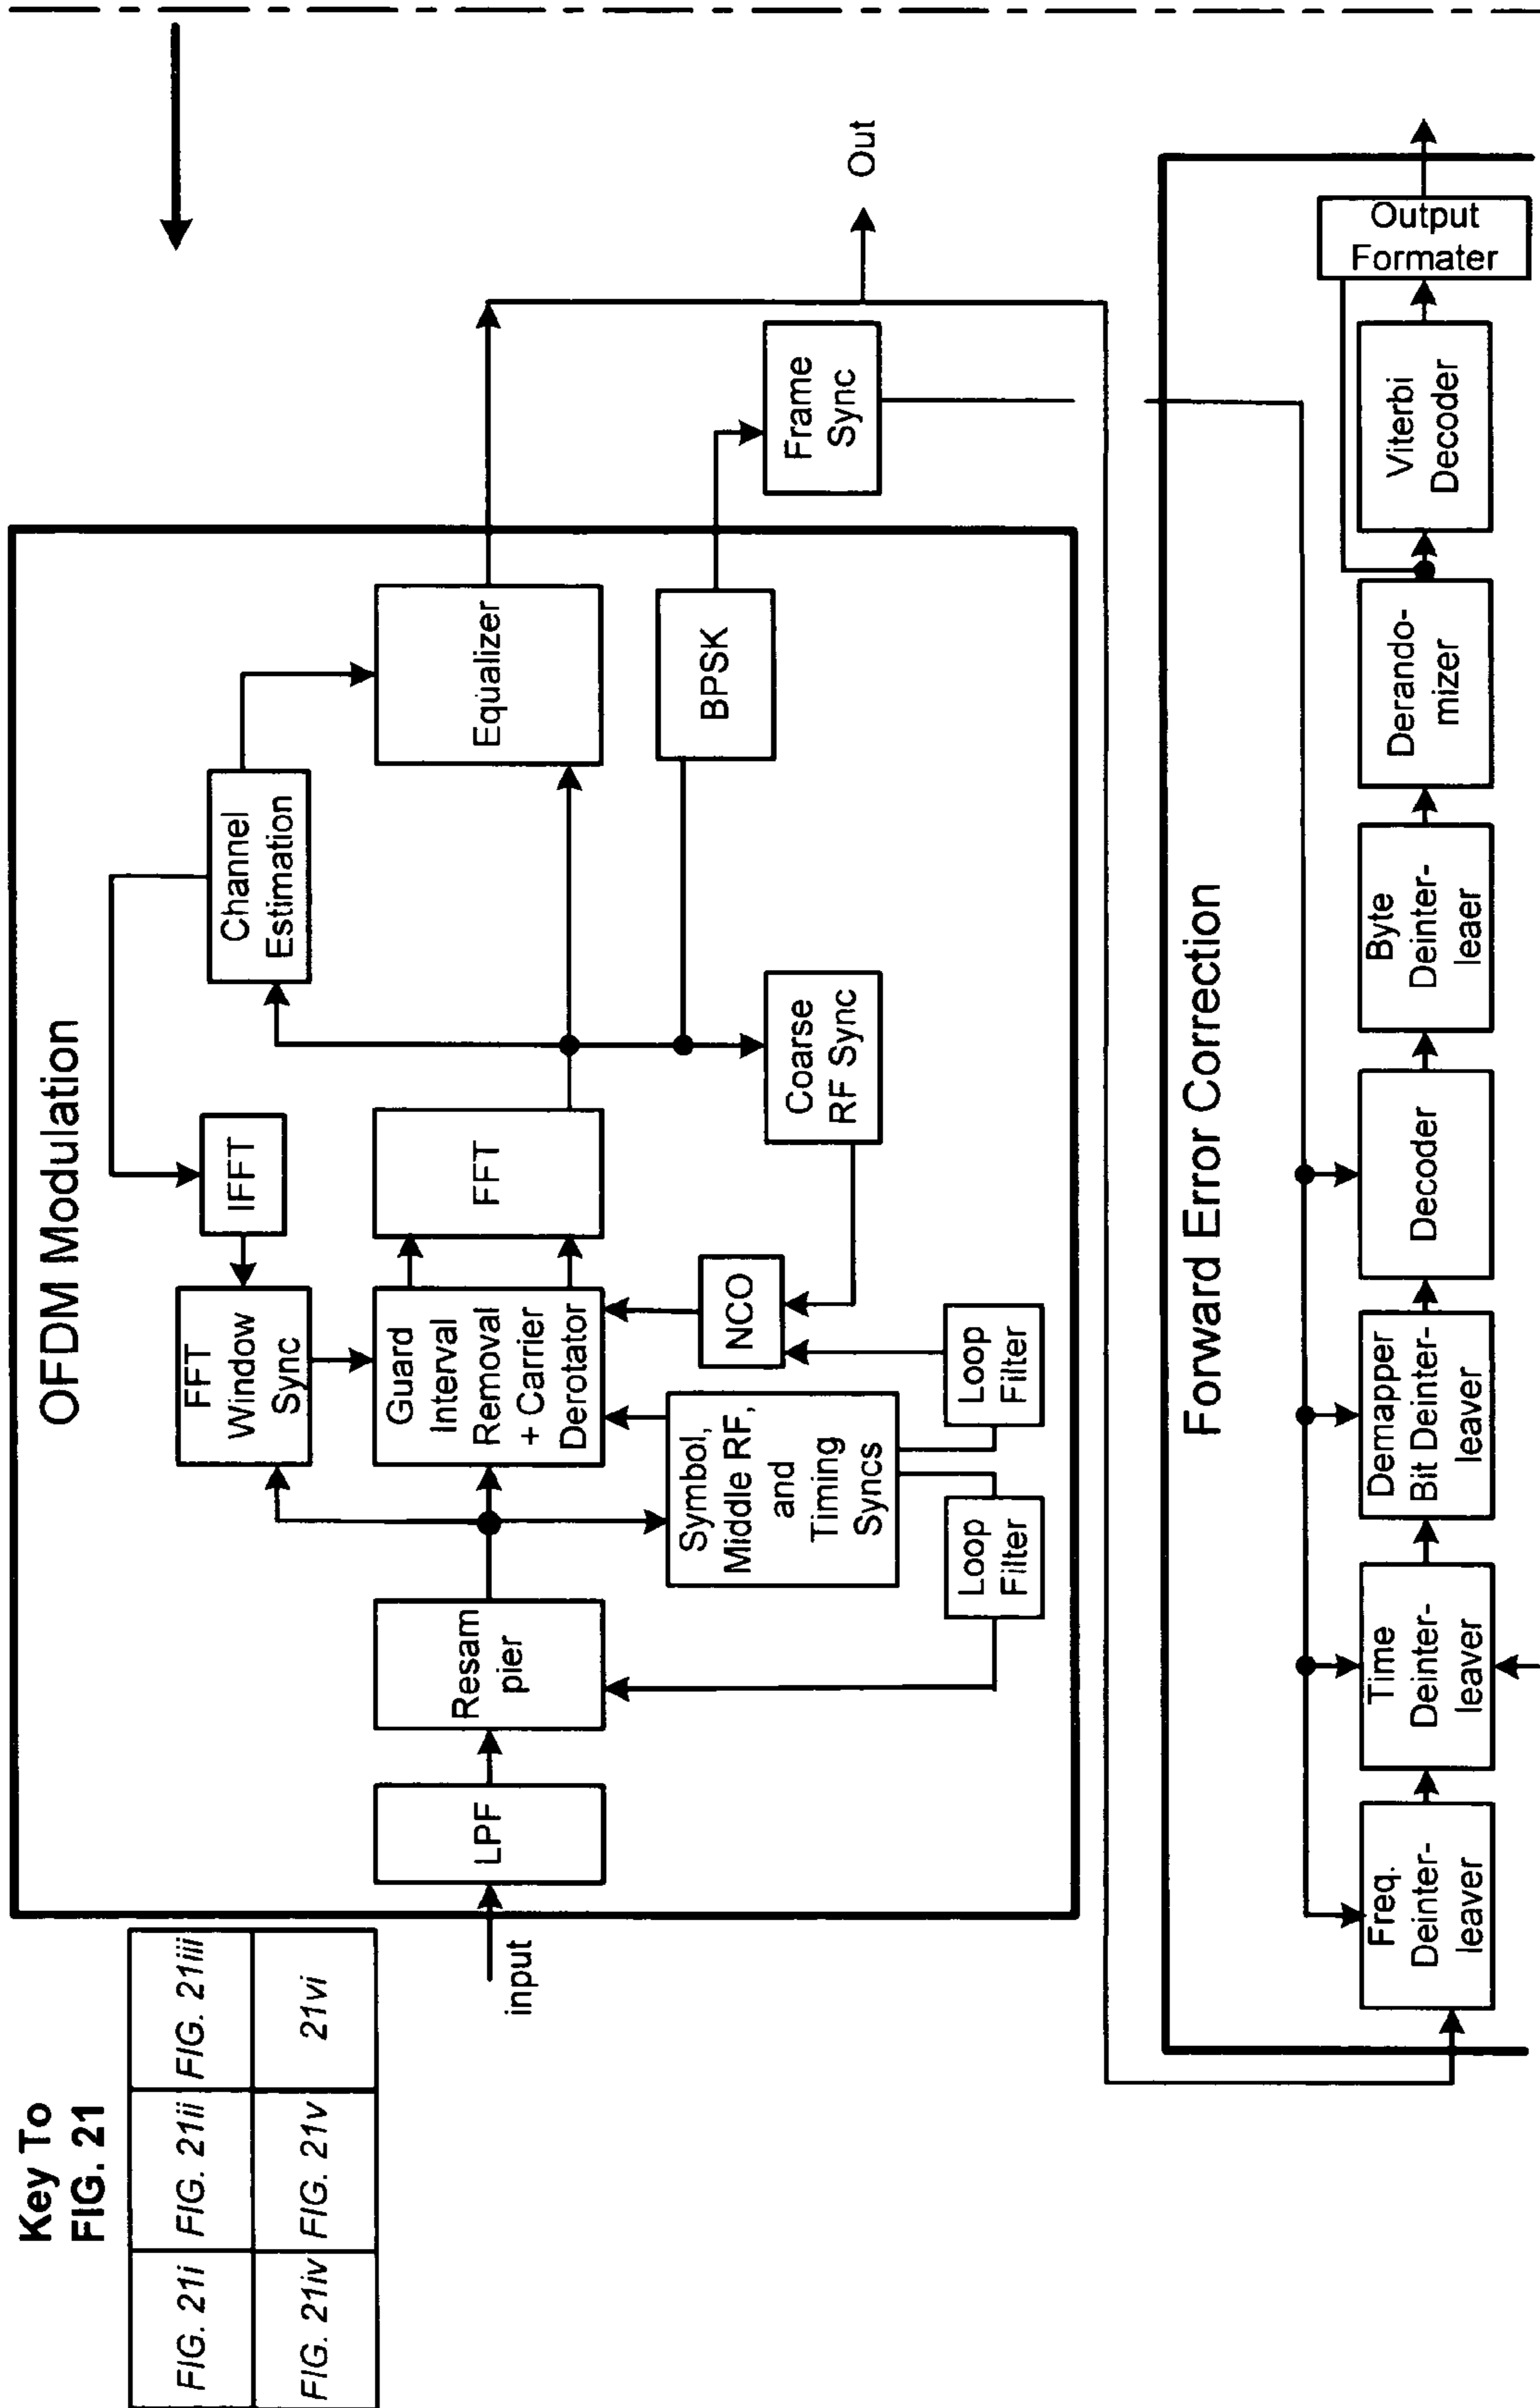 Key To
FIG. 21
FIG. 21i
FIG. 21ii
FIG. 21iii
FIG. 21iv
FIG. 21v
21vi
OFDM Modulation
input
LPF
Resam
pier
FFT
Window
Sync
IFFT
Channel
Estimation
Guard
Interval
Removal
+ Carrier
Derotator
FFT
Equalizer
Symbol,
Middle RF,
and
Timing
Syncs
NCO
Coarse
RF Sync
BPSK
Frame
Sync
Out
Loop
Filter
Loop
Filter
Forward Error Correction
Freq.
Deinter-
leaver
Time
Deinter-
leaver
Demapper
Bit Deinter-
leaver
Decoder
Byte
Deinter-
leaer
Derando-
mizer
Viterbi
Decoder
Output
Formater